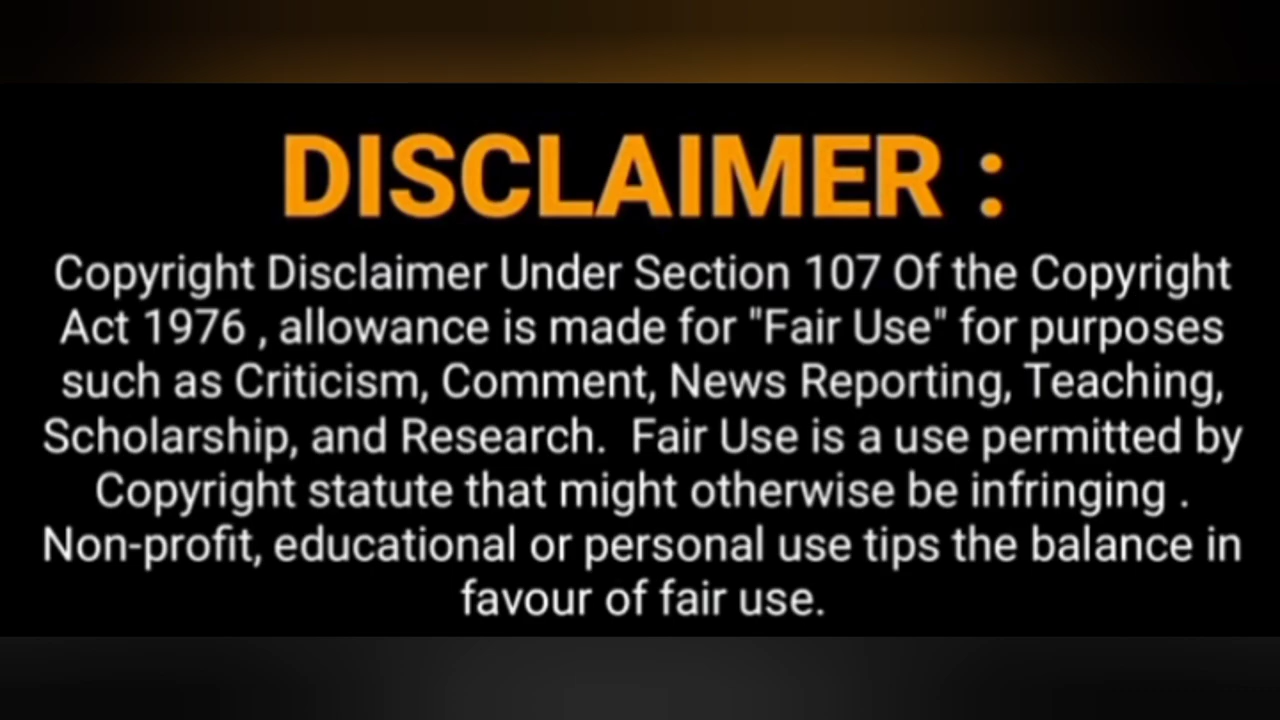 DISCLAIMER :
Copyright Disclaimer Under Section 107 Of the Copyright
Act 1976 , allowance is made for "Fair Use" for purposes
such as Criticism, Comment, News Reporting, Teaching,
Scholarship, and Research.  Fair Use is a use permitted by
Copyright statute that might otherwise be infringing .
Non-profit, educational or personal use tips the balance in
favour of fair use.